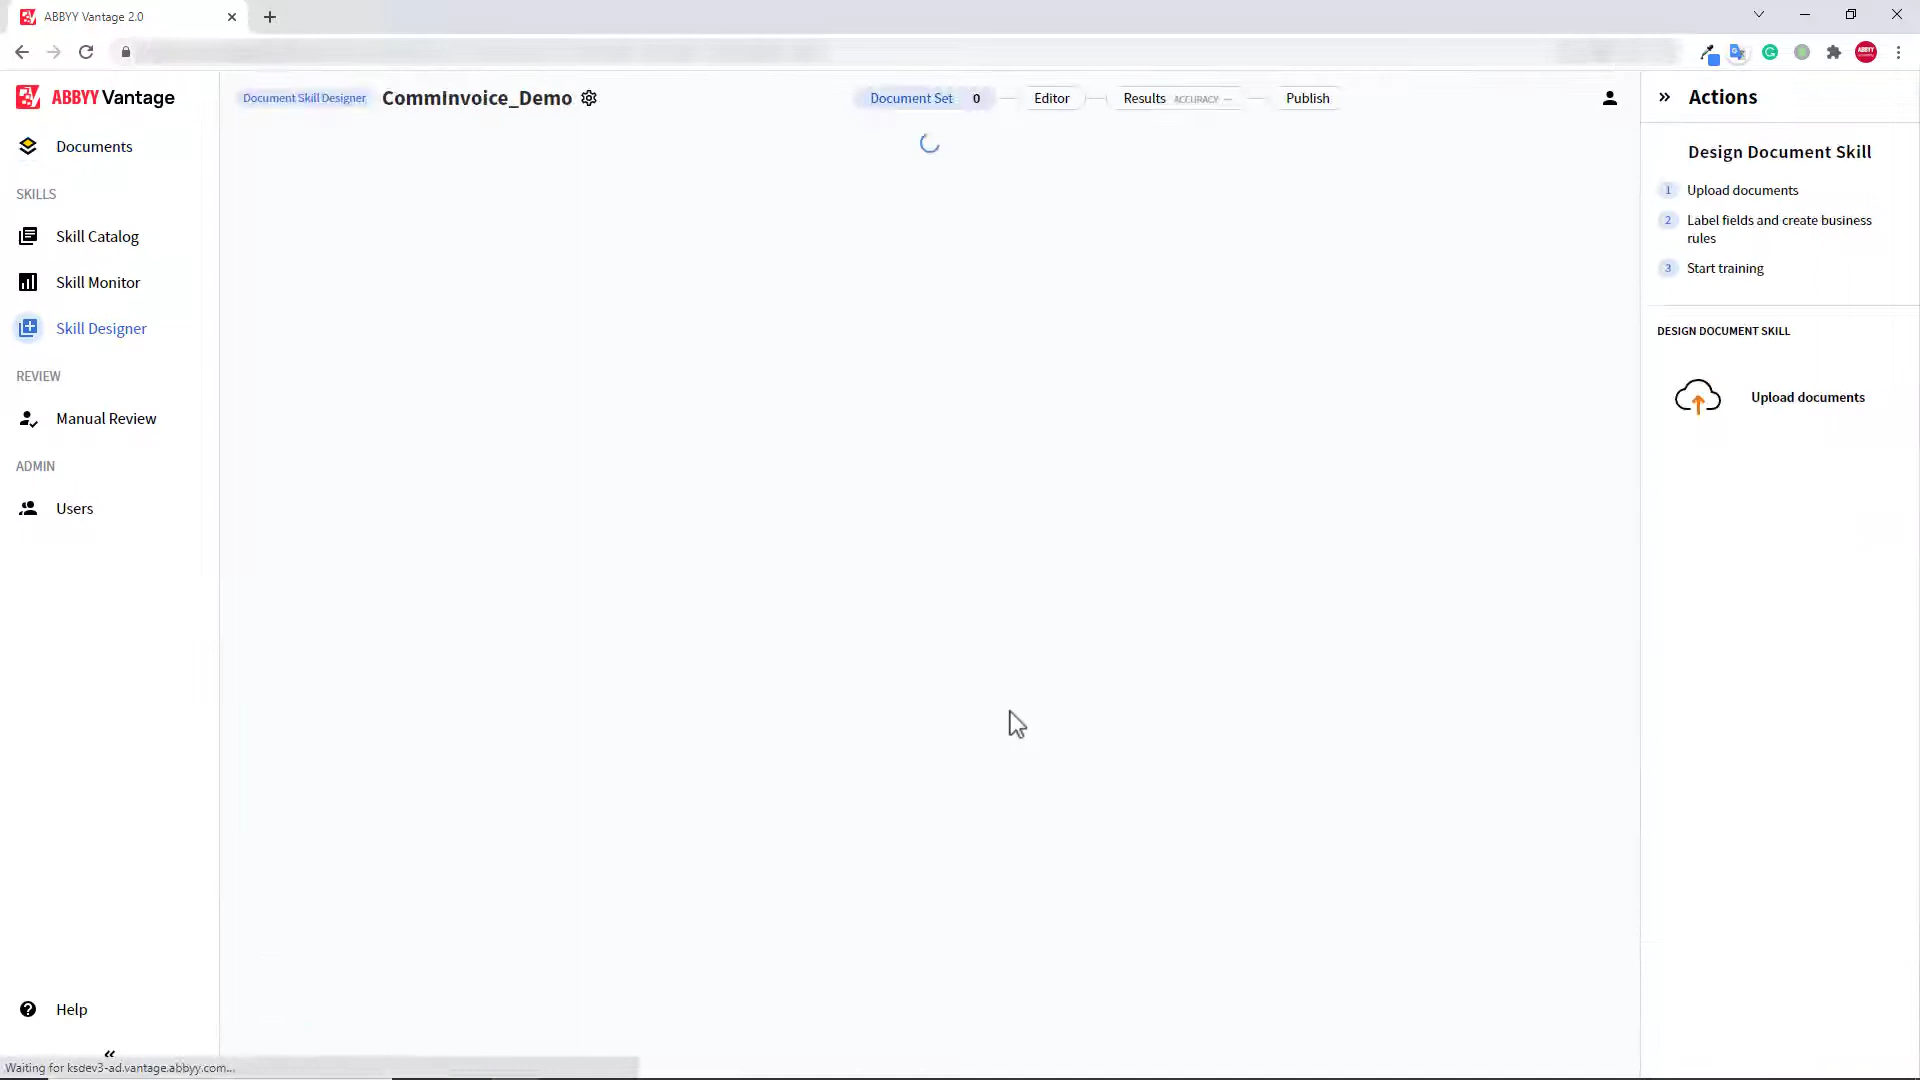 ABBYY Vantage 2.0
ABBYY Vantage
Documents
SKILLS
Skill Catalog
Skill Monitor
Skill Designer
REVIEW
Manual Review
ADMIN
Users
Help
Waiting for ksdev3-ad.vantage.abbyy.com...
Document Skill Designer CommInvoice_Demo
Document Set 0 Editor Results ACCURACY — Publish
Actions
Design Document Skill
1 Upload documents
2 Label fields and create business
rules
3 Start training
DESIGN DOCUMENT SKILL
Upload documents